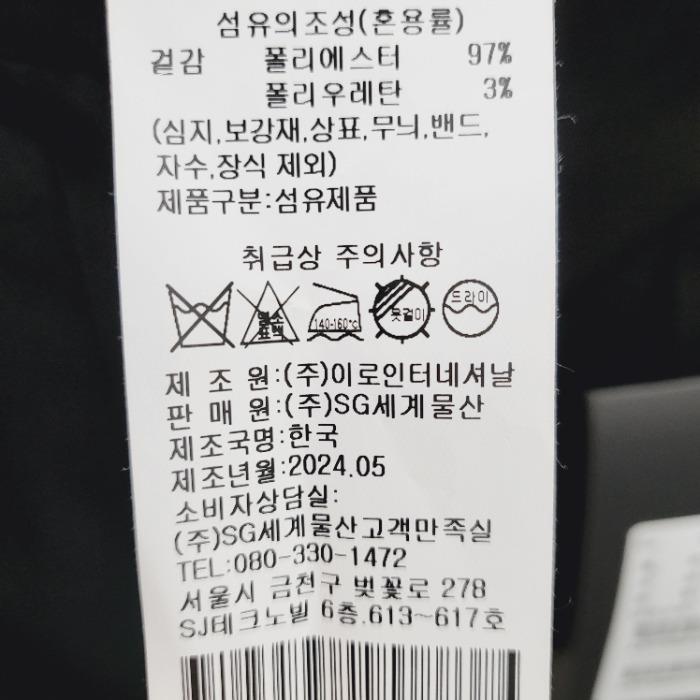 섬유의조성(혼용률)
겉감 폴리에스터 97%
폴리우레탄 3%
(심지,보강재,상표,무늬,밴드,
자수,장식 제외)
제품구분:섬유제품
취급상 주의사항
염소
표백
140-160℃
옷걸이
드라이
제 조 원:(주)이로인터네셔날
판 매 원:(주)SG세계물산
제조국명:한국
제조년월:2024.05
소비자상담실:
(주)SG세계물산고객만족실
TEL:080-330-1472
서울시 금천구 벚꽃로 278
SJ테크노빌 6층.613~617호